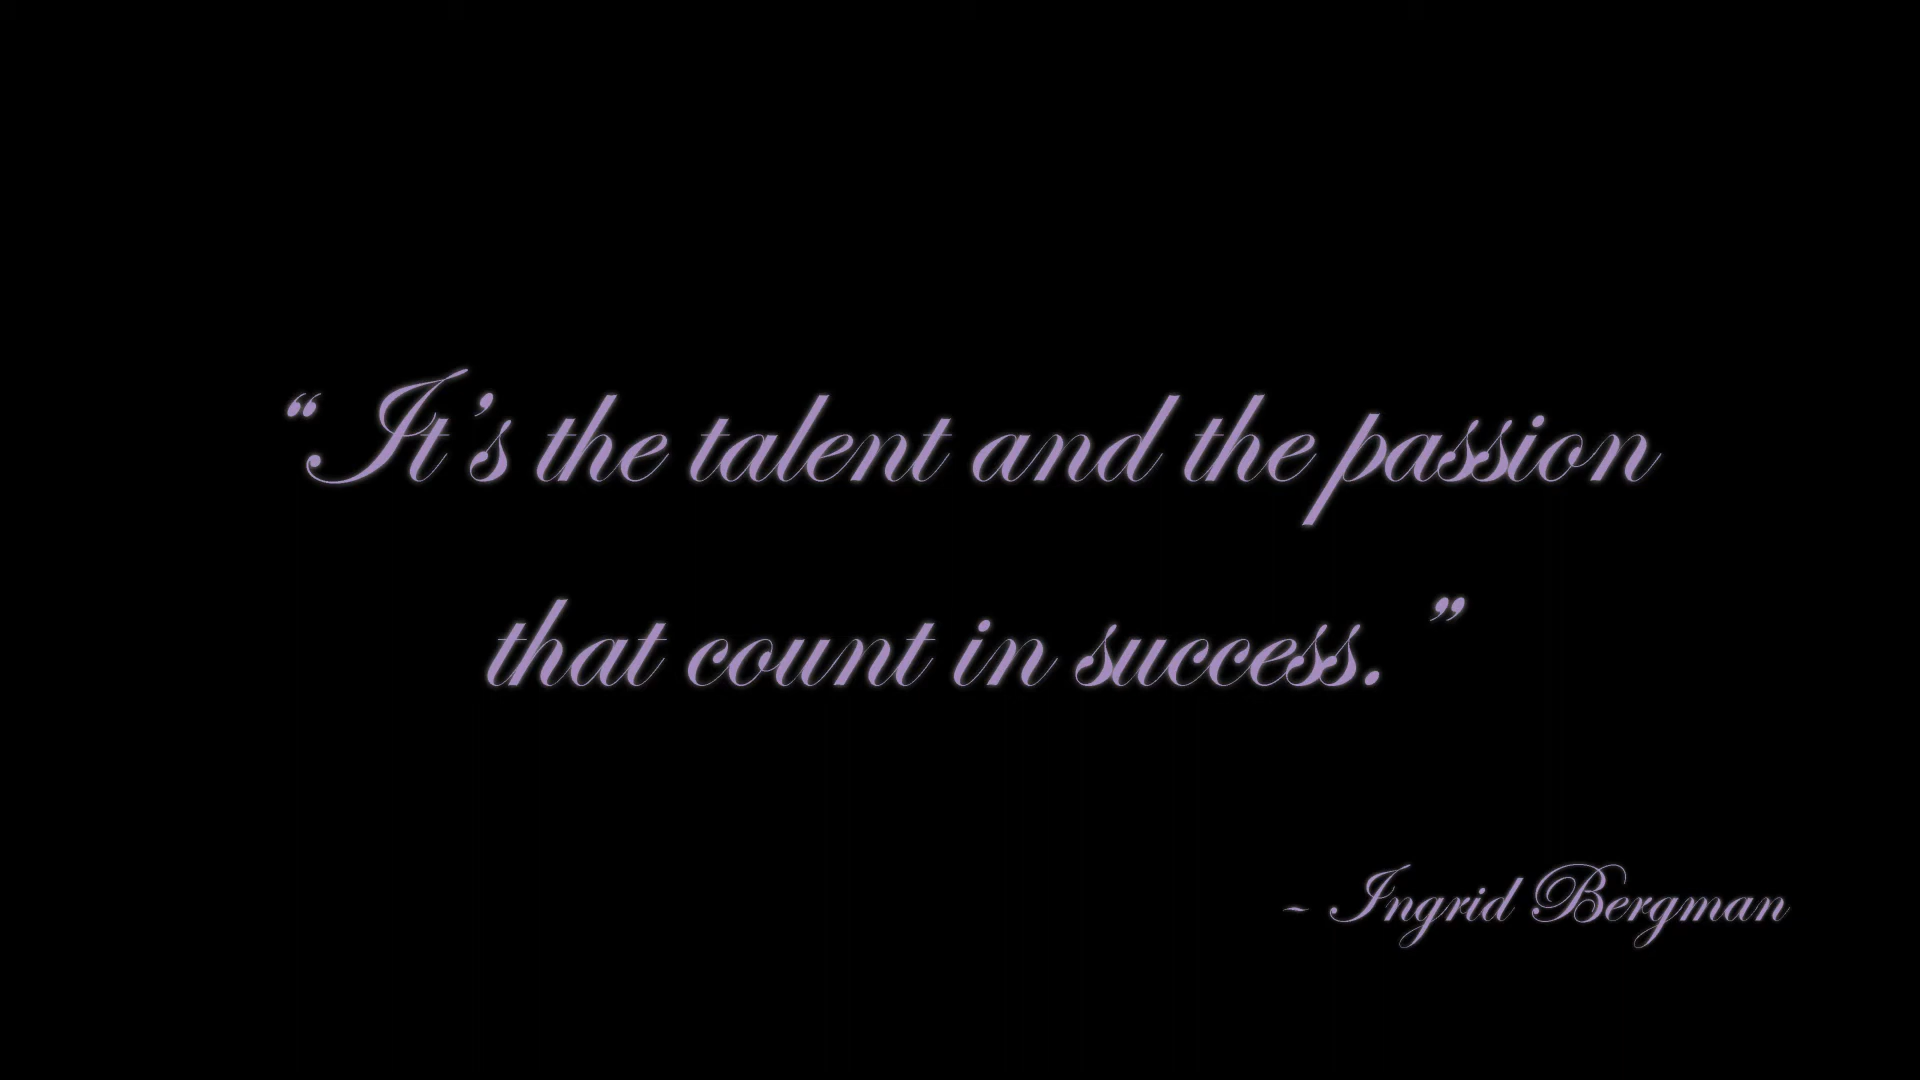 “It’s the talent and the passion
that count in success.”
- Ingrid Bergman